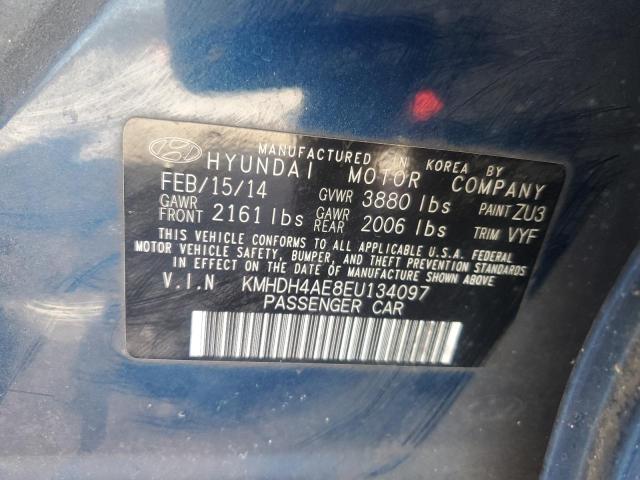 MANUFACTURED IN KOREA BY
HYUNDAI MOTOR COMPANY
FEB/15/14 GVWR 3880 lbs PAINT ZU3
GAWR FRONT 2161 lbs GAWR REAR 2006 lbs TRIM VYF
THIS VEHICLE CONFORMS TO ALL APPLICABLE U.S.A. FEDERAL
MOTOR VEHICLE SAFETY, BUMPER, AND THEFT PREVENTION STANDARDS
IN EFFECT ON THE DATE OF MANUFACTURE SHOWN ABOVE
V.I.N KMHDH4AE8EU134097
PASSENGER CAR